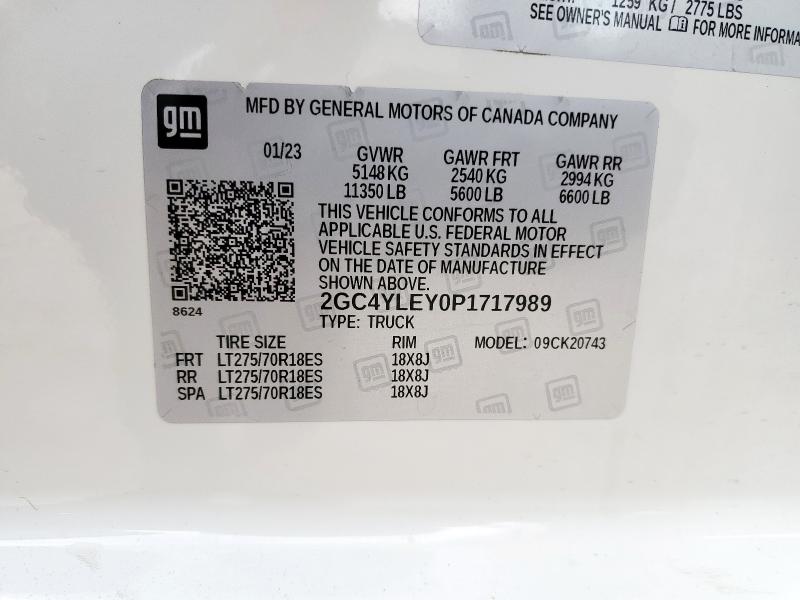 1259 KG / 2775 LBS
SEE OWNER'S MANUAL FOR MORE INFORMA
gm
MFD BY GENERAL MOTORS OF CANADA COMPANY
01/23 GVWR GAWR FRT GAWR RR
5148 KG 2540 KG 2994 KG
11350 LB 5600 LB 6600 LB
THIS VEHICLE CONFORMS TO ALL
APPLICABLE U.S. FEDERAL MOTOR
VEHICLE SAFETY STANDARDS IN EFFECT
ON THE DATE OF MANUFACTURE
SHOWN ABOVE.
8624
2GC4YLEY0P1717989
TYPE: TRUCK
TIRE SIZE RIM MODEL: 09CK20743
FRT LT275/70R18ES 18X8J
RR LT275/70R18ES 18X8J
SPA LT275/70R18ES 18X8J